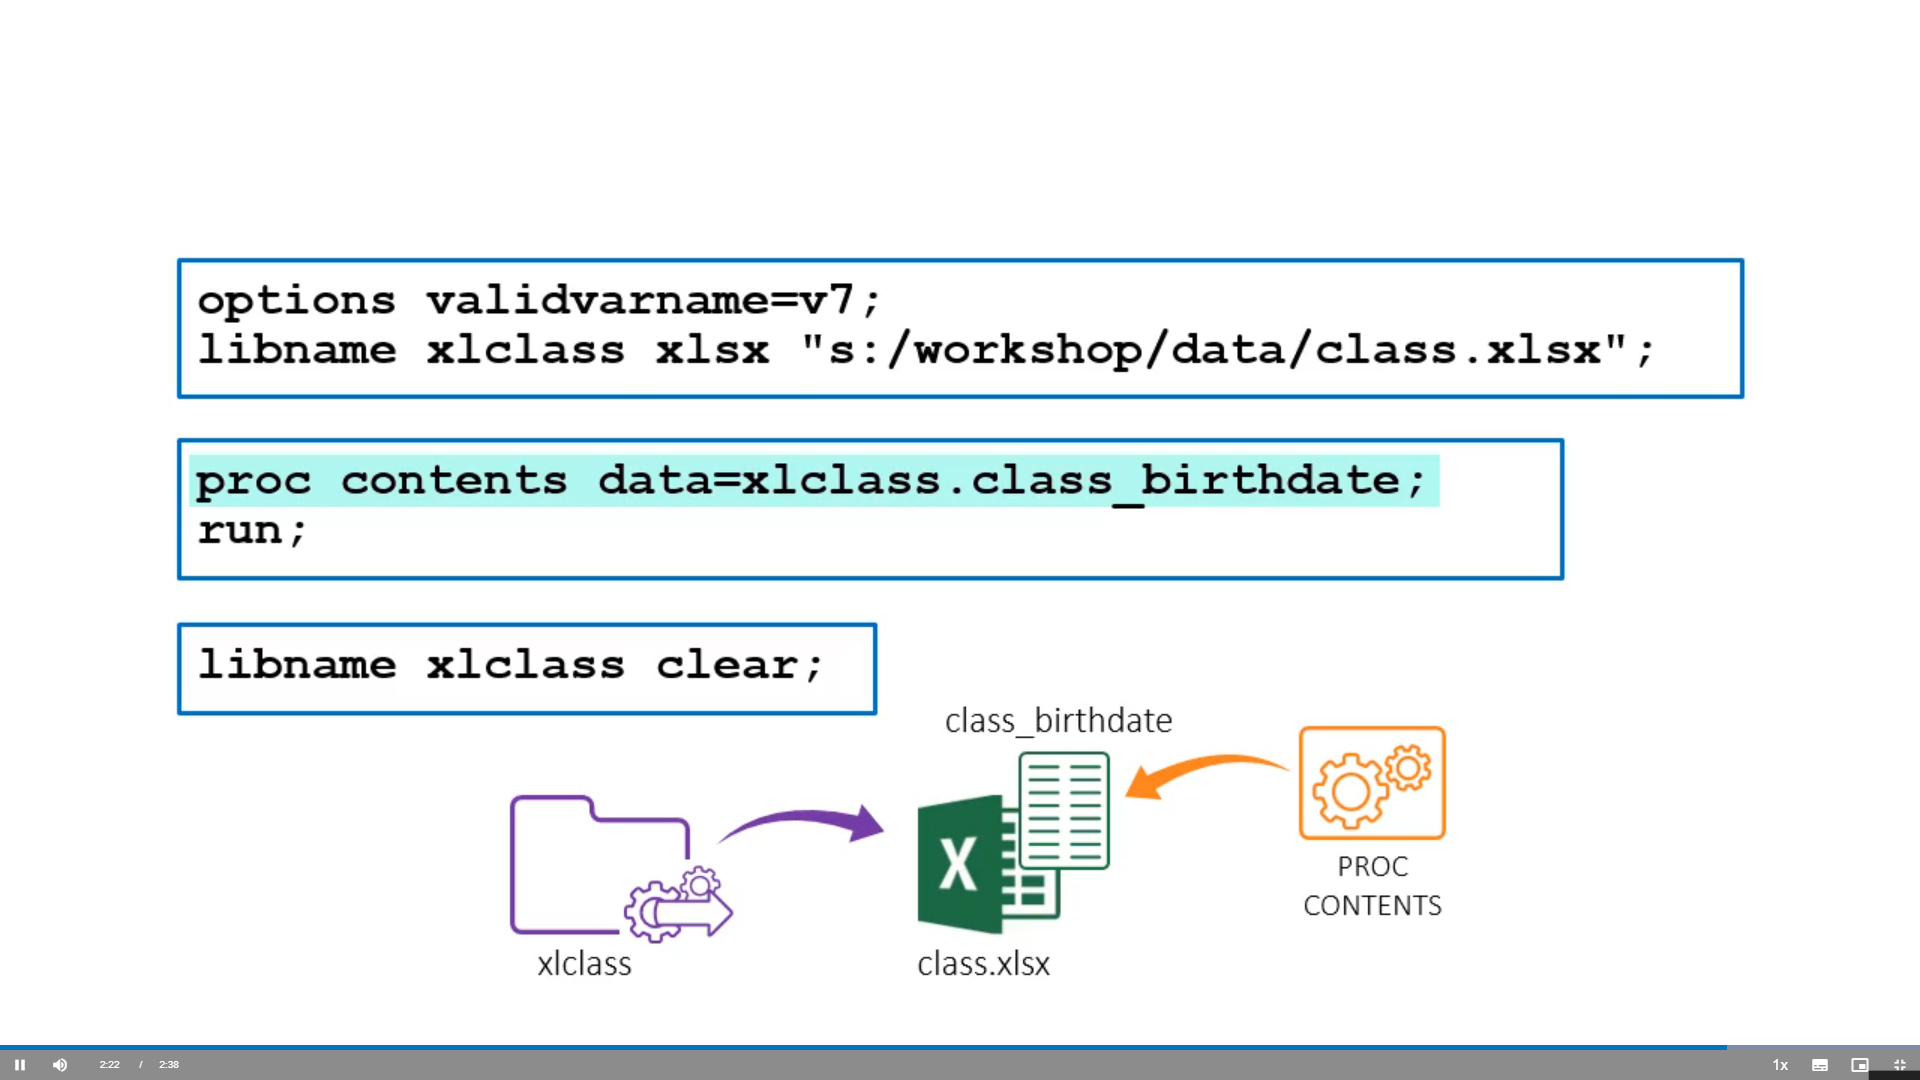 options validvarname=v7;
libname xlclass xlsx "s:/workshop/data/class.xlsx";
proc contents data=xlclass.class_birthdate;
run;
libname xlclass clear;
class_birthdate
X
PROC
CONTENTS
xlclass
class.xlsx
2:22 / 2:38
1x